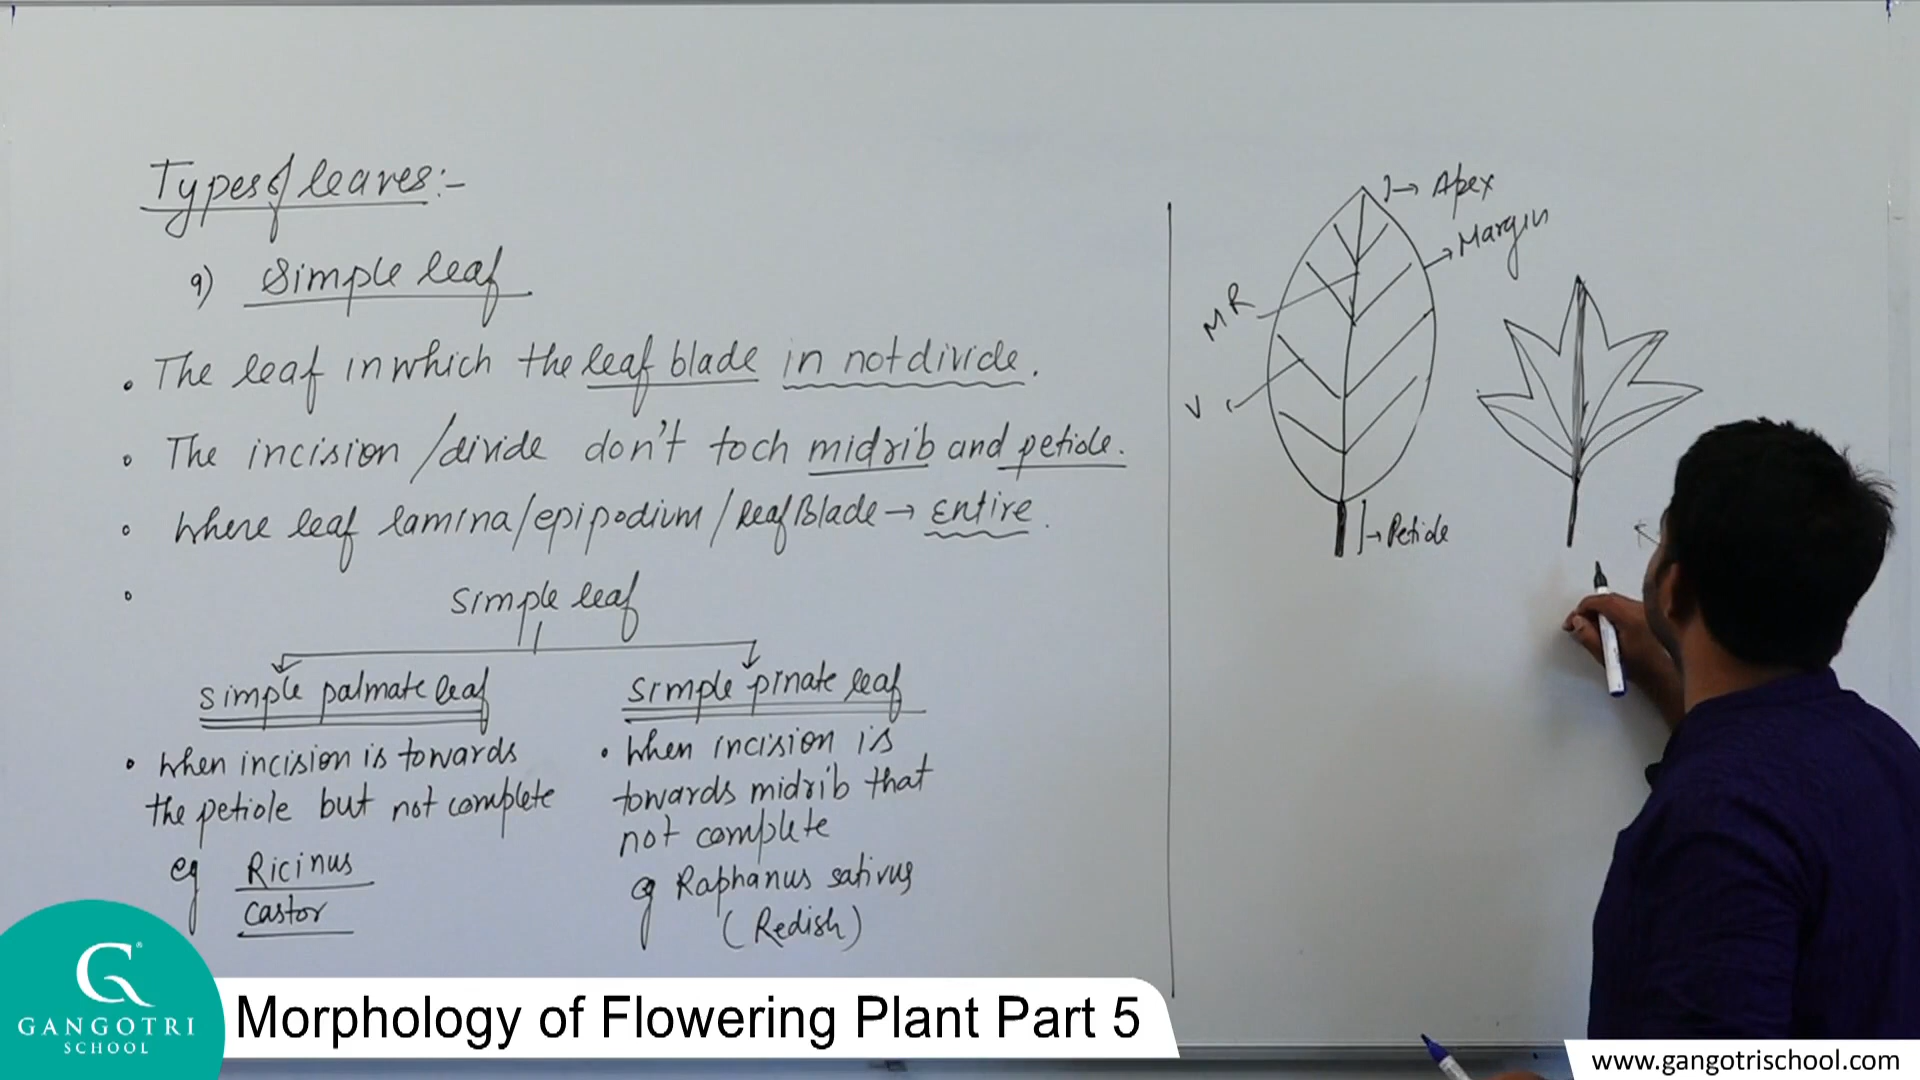 Types of leaves:-
a) Simple leaf
• The leaf in which the leaf blade in not divide.
• The incision /divide don't toch midrib and petiole.
• Where leaf lamina/epipodium/leaf Blade → Entire.
• Simple leaf
simple palmate leaf
• When incision is towards
the petiole but not complete
eg Ricinus
castor
simple pinate leaf
• When incision is
towards midrib that
not complete
eg Raphanus sativus
(Redish)
→ Apex
→ Margin
MR
V
→ Petiole
GANGOTRI
SCHOOL
Morphology of Flowering Plant Part 5
www.gangotrischool.com